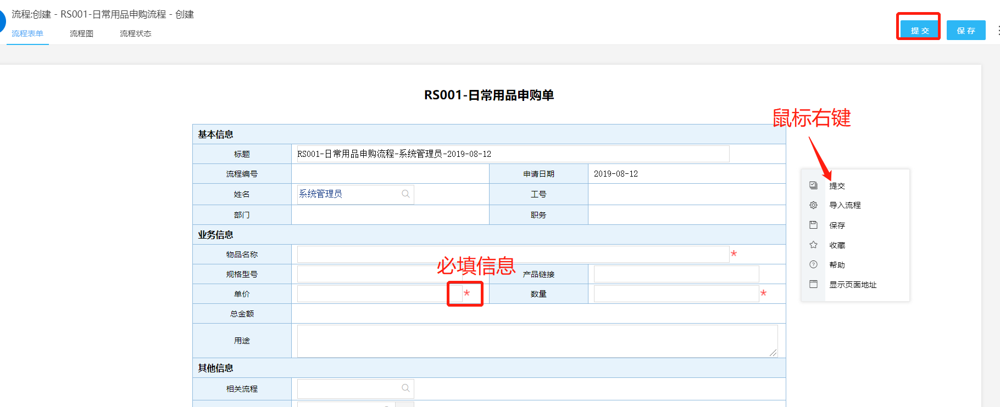 流程:创建 - RS001-日常用品申购流程 - 创建
流程表单 流程图 流程状态
提交 保存
RS001-日常用品申购单
鼠标右键
基本信息
标题 RS001-日常用品申购流程-系统管理员-2019-08-12
流程编号 申请日期 2019-08-12
姓名 系统管理员 工号
部门 职务
提交
导入流程
保存
收藏
帮助
显示页面地址
业务信息
物品名称 *
必填信息
规格型号 产品链接
单价 * 数量 *
总金额
用途
其他信息
相关流程